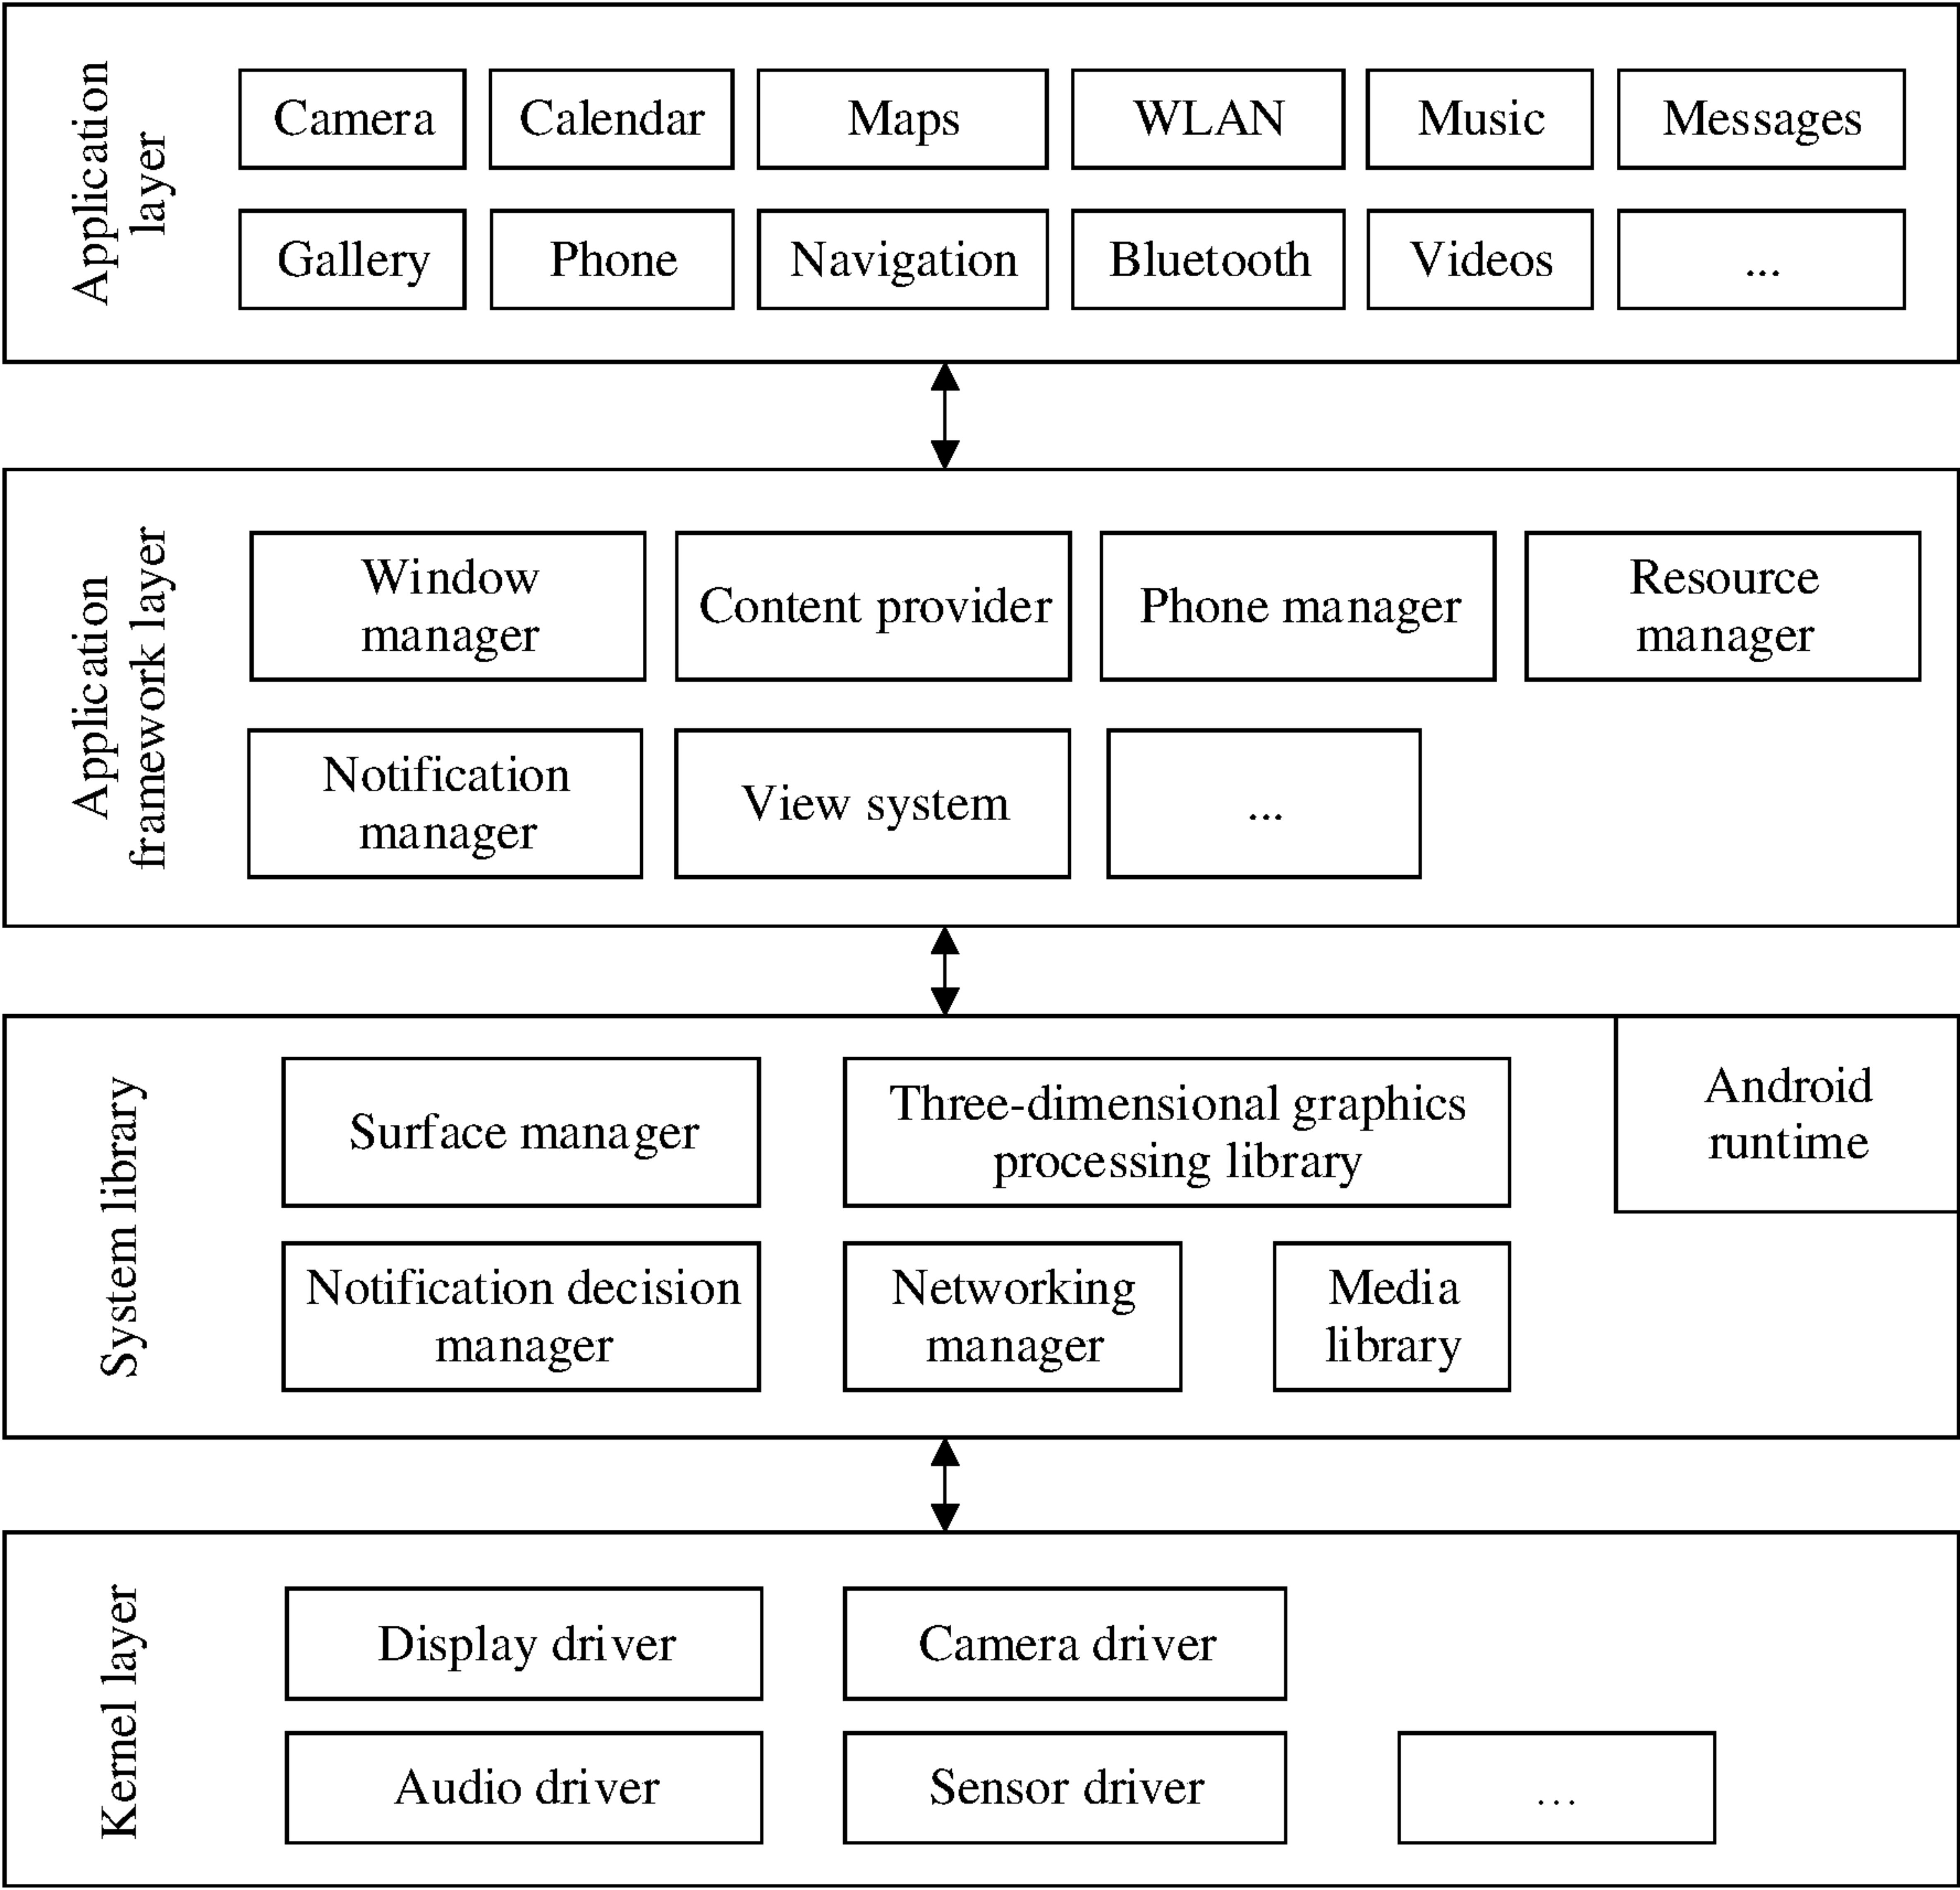 Application
layer
Camera
Calendar
Maps
WLAN
Music
Messages
Gallery
Phone
Navigation
Bluetooth
Videos
...
Application
framework layer
Window
manager
Content provider
Phone manager
Resource
manager
Notification
manager
View system
...
System library
Surface manager
Three-dimensional graphics
processing library
Android
runtime
Notification decision
manager
Networking
manager
Media
library
Kernel layer
Display driver
Camera driver
Audio driver
Sensor driver
...